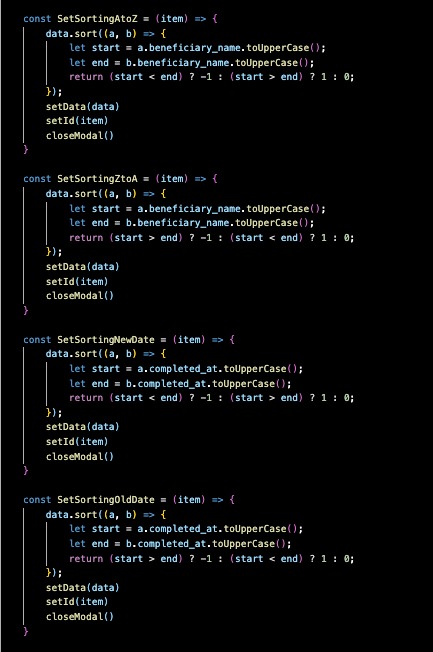 const SetSortingAtoZ = (item) => {
    data.sort((a, b) => {
        let start = a.beneficiary_name.toUpperCase();
        let end = b.beneficiary_name.toUpperCase();
        return (start < end) ? -1 : (start > end) ? 1 : 0;
    });
    setData(data)
    setId(item)
    closeModal()
}
const SetSortingZtoA = (item) => {
    data.sort((a, b) => {
        let start = a.beneficiary_name.toUpperCase();
        let end = b.beneficiary_name.toUpperCase();
        return (start > end) ? -1 : (start < end) ? 1 : 0;
    });
    setData(data)
    setId(item)
    closeModal()
}
const SetSortingNewDate = (item) => {
    data.sort((a, b) => {
        let start = a.completed_at.toUpperCase();
        let end = b.completed_at.toUpperCase();
        return (start < end) ? -1 : (start > end) ? 1 : 0;
    });
    setData(data)
    setId(item)
    closeModal()
}
const SetSortingOldDate = (item) => {
    data.sort((a, b) => {
        let start = a.completed_at.toUpperCase();
        let end = b.completed_at.toUpperCase();
        return (start > end) ? -1 : (start < end) ? 1 : 0;
    });
    setData(data)
    setId(item)
    closeModal()
}